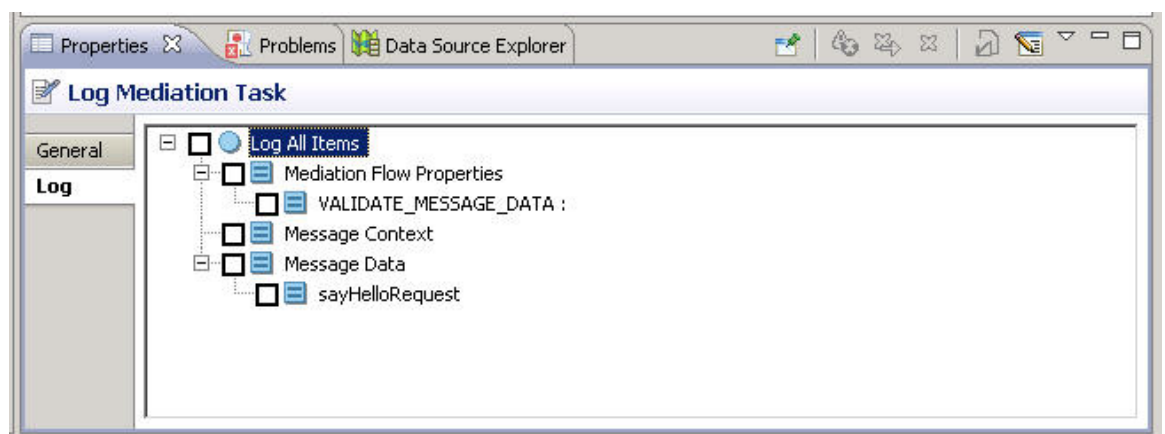 Properties Problems Data Source Explorer
Log Mediation Task
General
Log
Log All Items
Mediation Flow Properties
VALIDATE_MESSAGE_DATA :
Message Context
Message Data
sayHelloRequest